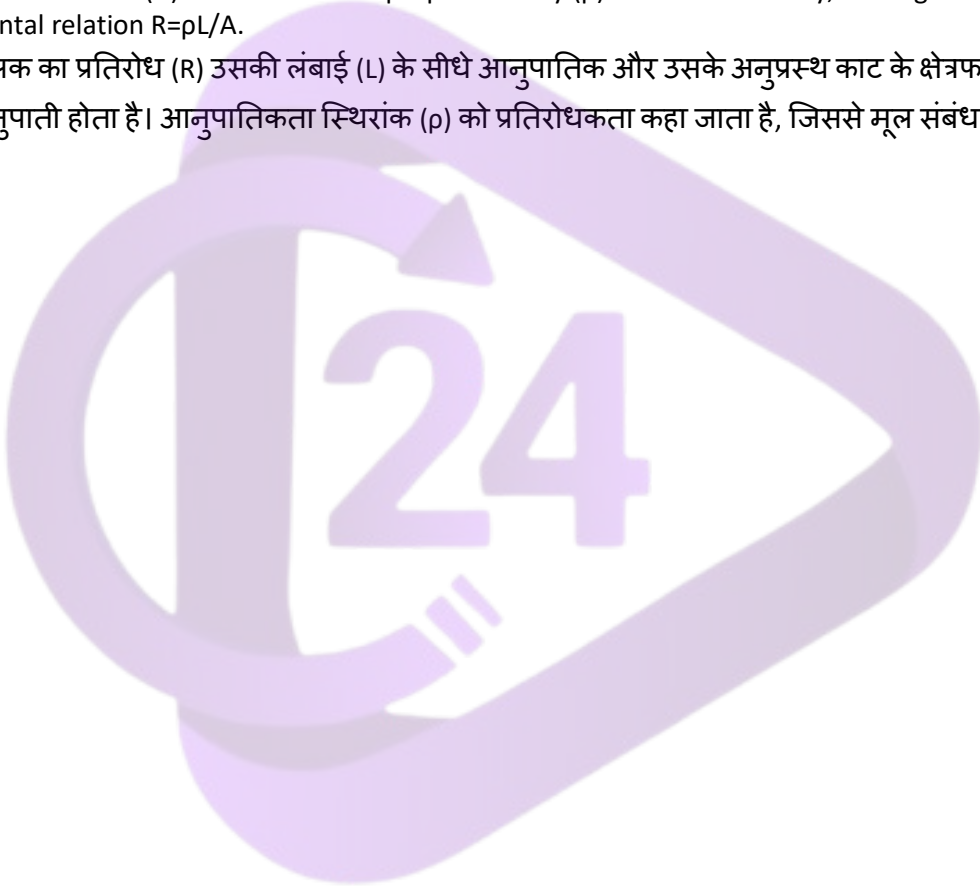 ntal relation R=ρL/A.
क का प्रतिरोध (R) उसकी लंबाई (L) के सीधे आनुपातिक और उसके अनुप्रस्थ काट के क्षेत्रफ
नुपाती होता है। आनुपातिकता स्थिरांक (ρ) को प्रतिरोधकता कहा जाता है, जिससे मूल संबंध
24